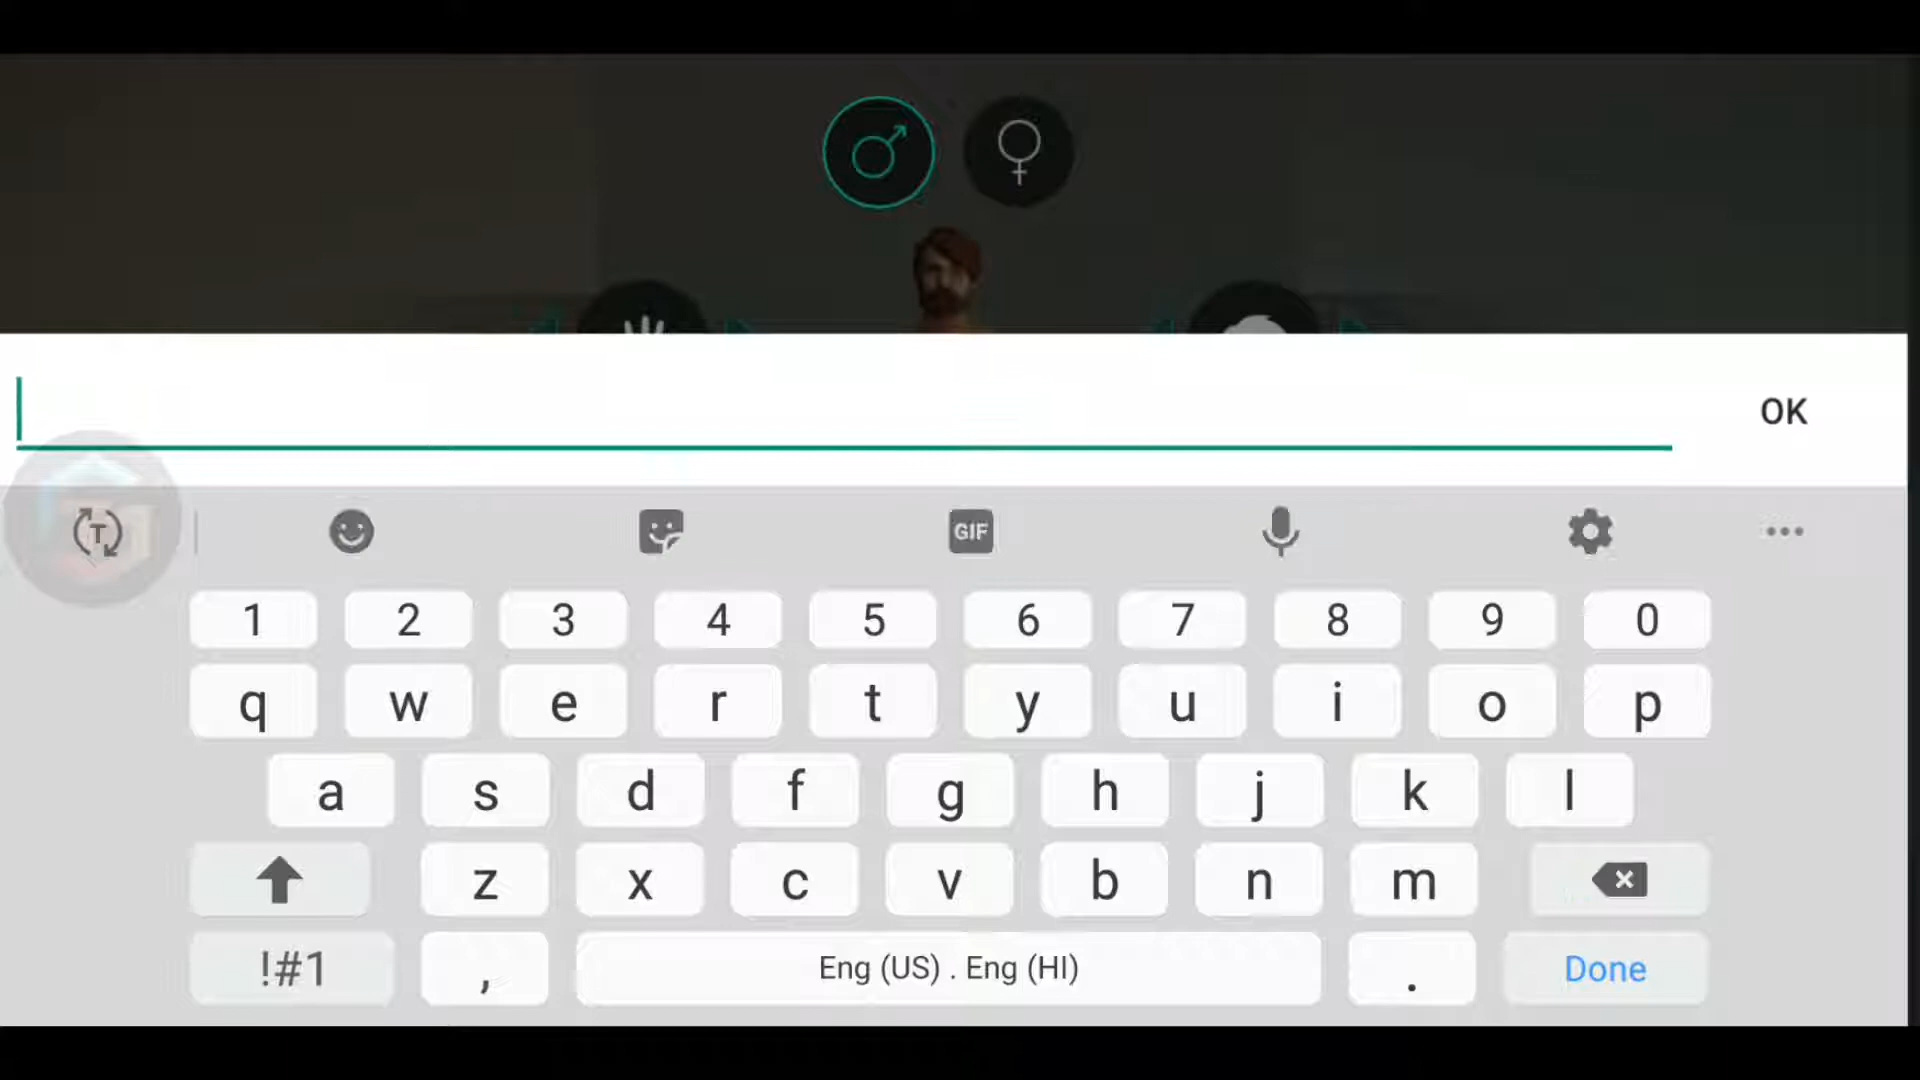 OK
T GIF
1 2 3 4 5 6 7 8 9 0
q w e r t y u i o p
a s d f g h j k l
z x c v b n m
!#1 , Eng (US) . Eng (HI) . Done